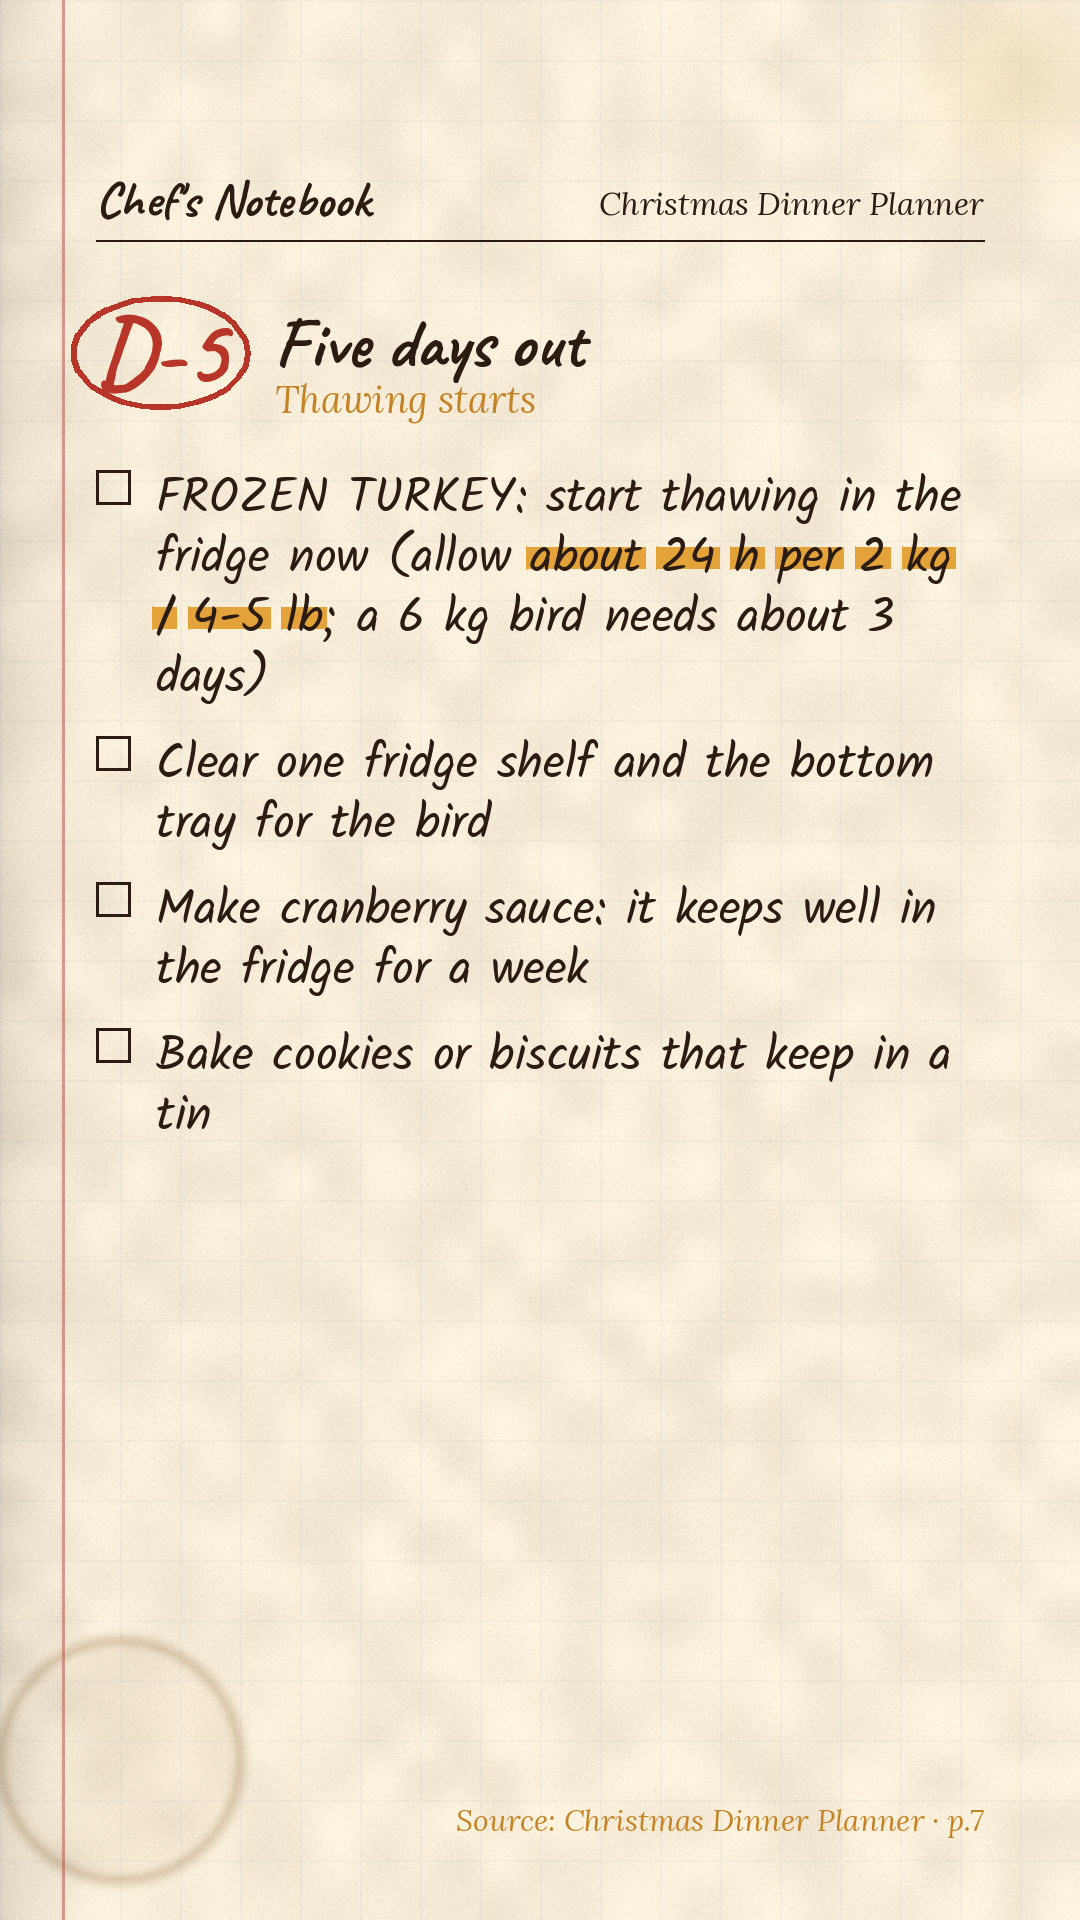 Chef's Notebook
Christmas Dinner Planner
D-5
Five days out
Thawing starts
FROZEN TURKEY: start thawing in the
fridge now (allow about 24 h per 2 kg
/ 4-5 lb; a 6 kg bird needs about 3
days)
Clear one fridge shelf and the bottom
tray for the bird
Make cranberry sauce: it keeps well in
the fridge for a week
Bake cookies or biscuits that keep in a
tin
Source: Christmas Dinner Planner · p.7